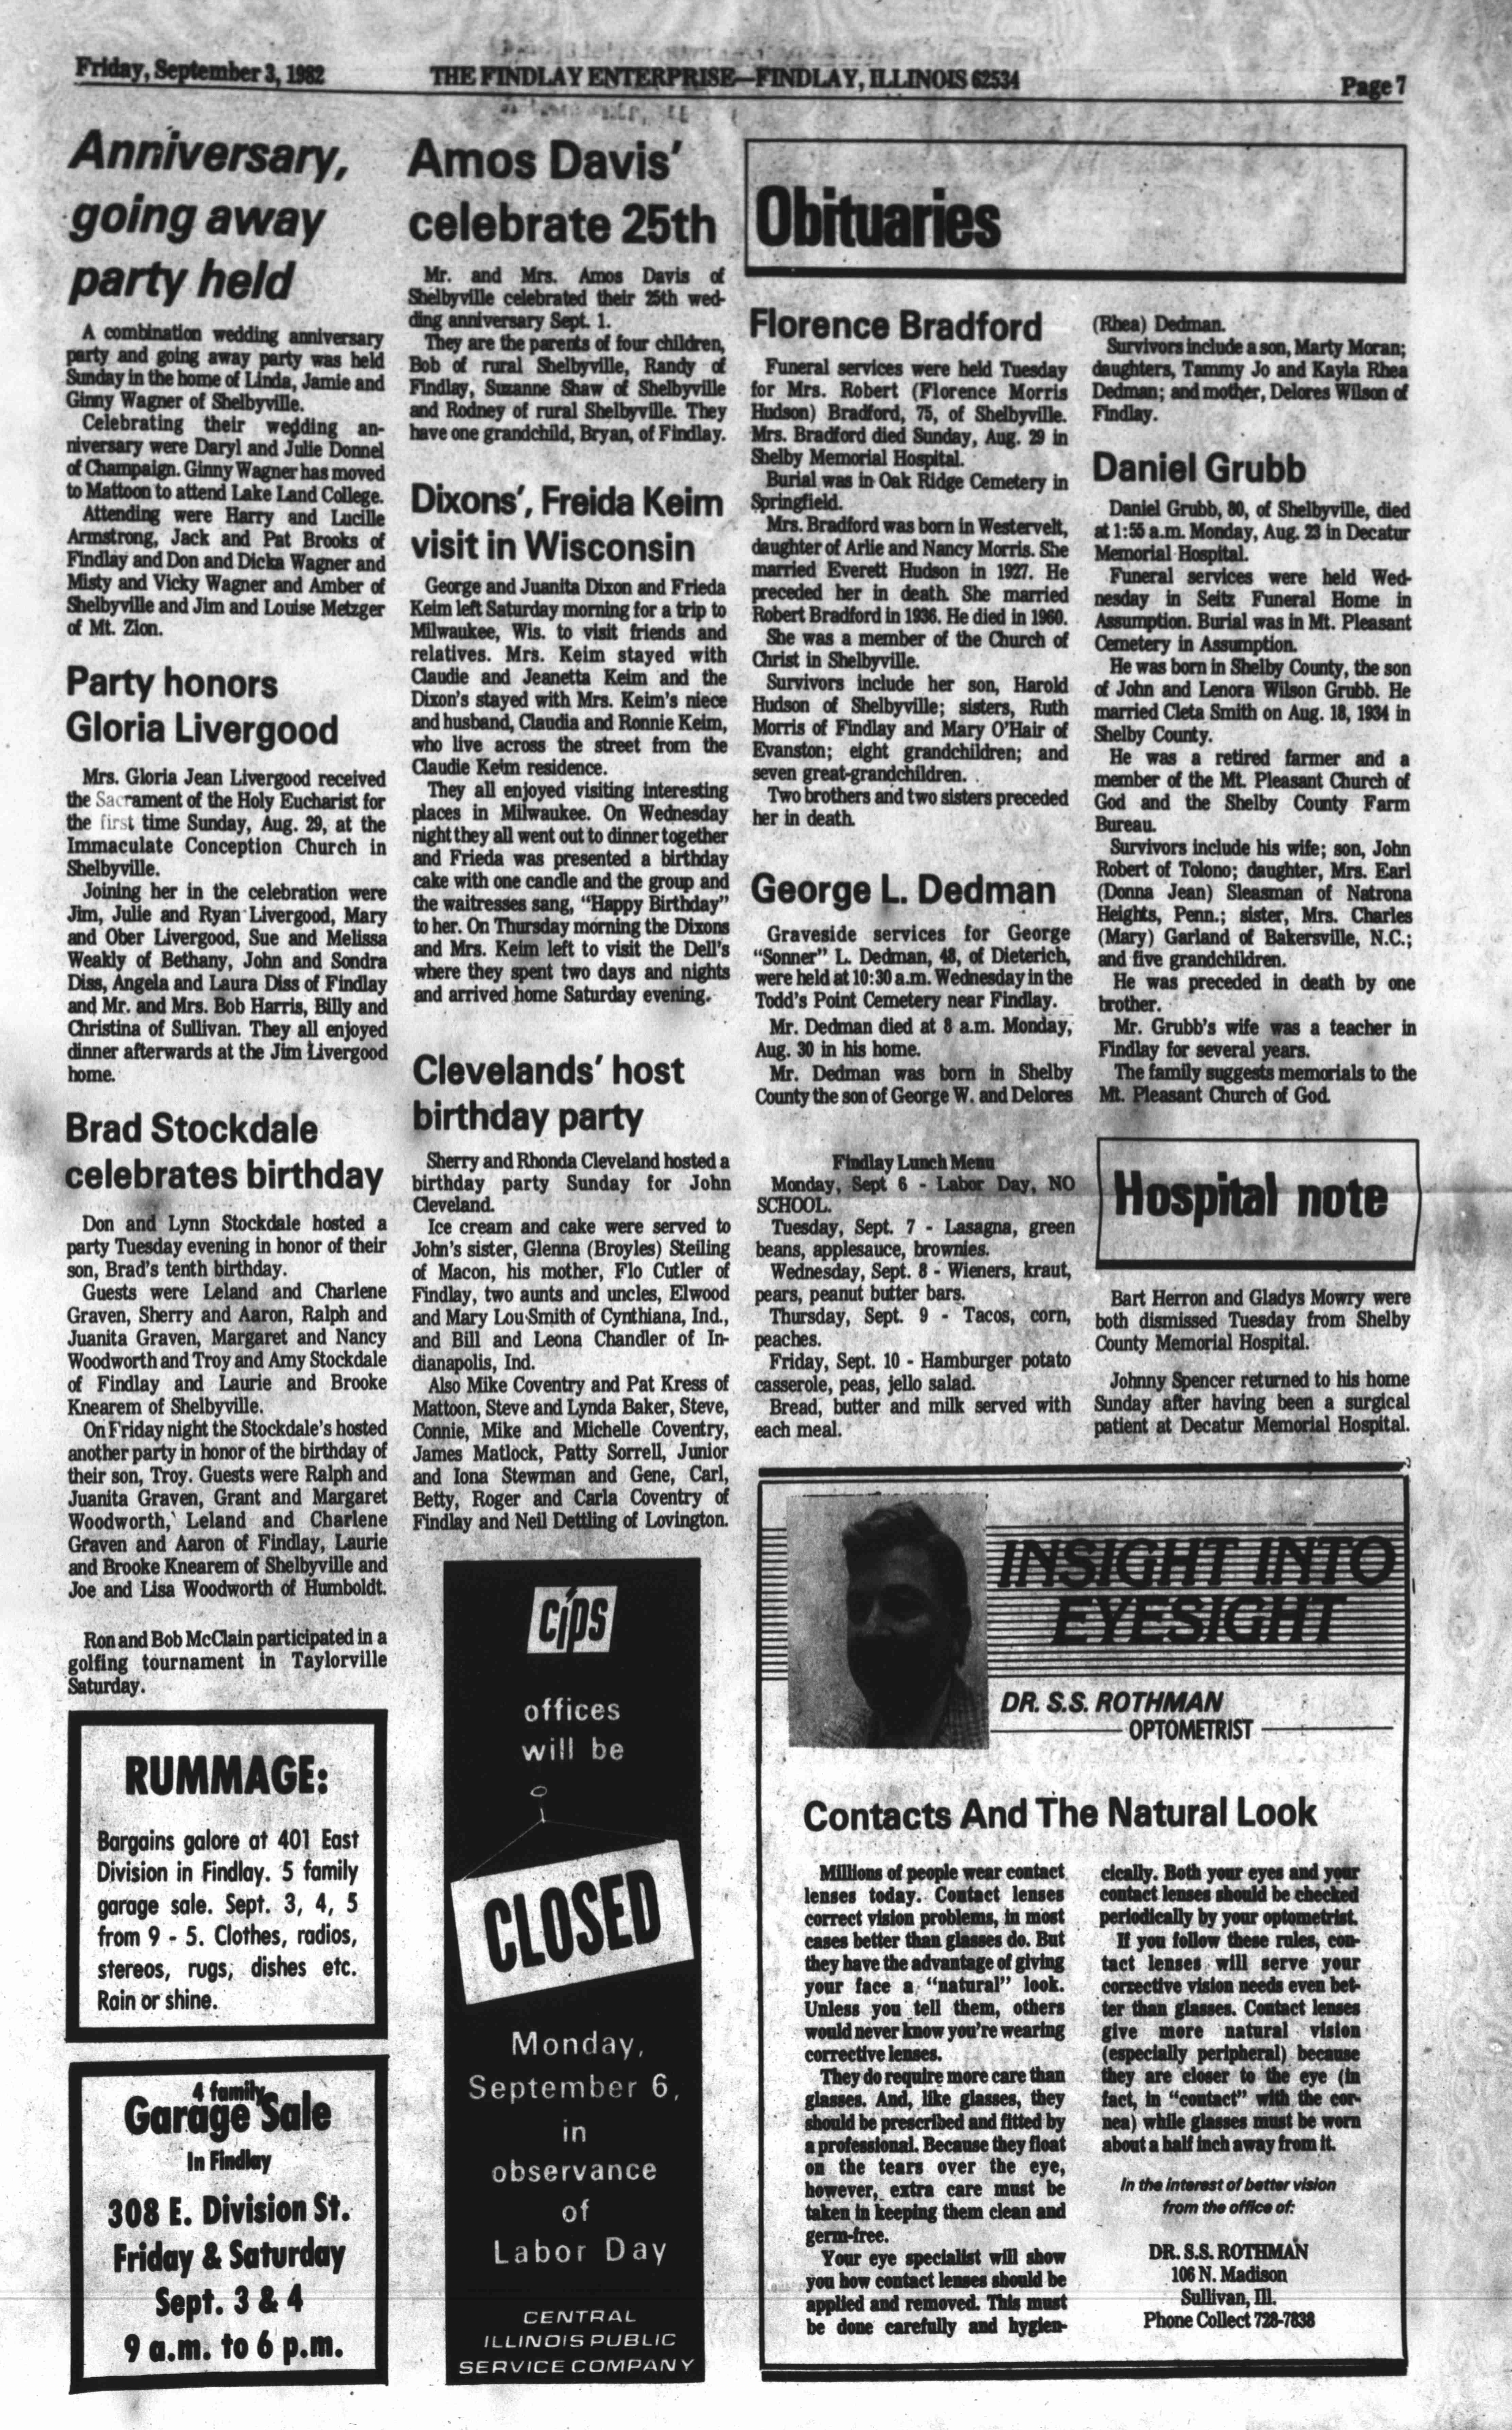 Friday, September 3, 1982
THE FINDLAY ENTERPRISE—FINDLAY, ILLINOIS 62534
Page 7
Anniversary,
going away
party held
A combination wedding anniversary
party and going away party was held
Sunday in the home of Linda, Jamie and
Ginny Wagner of Shelbyville.
Celebrating their wedding an-
niversary were Daryl and Julie Donnel
of Champaign. Ginny Wagner has moved
to Mattoon to attend Lake Land College.
Attending were Harry and Lucille
Armstrong, Jack and Pat Brooks of
Findlay and Don and Dicka Wagner and
Misty and Vicky Wagner and Amber of
Shelbyville and Jim and Louise Metzger
of Mt. Zion.
Party honors
Gloria Livergood
Mrs. Gloria Jean Livergood received
the Sacrament of the Holy Eucharist for
the first time Sunday, Aug. 29, at the
Immaculate Conception Church in
Shelbyville.
Joining her in the celebration were
Jim, Julie and Ryan Livergood, Mary
and Ober Livergood, Sue and Melissa
Weakly of Bethany, John and Sondra
Diss, Angela and Laura Diss of Findlay
and Mr. and Mrs. Bob Harris, Billy and
Christina of Sullivan. They all enjoyed
dinner afterwards at the Jim Livergood
home.
Brad Stockdale
celebrates birthday
Don and Lynn Stockdale hosted a
party Tuesday evening in honor of their
son, Brad's tenth birthday.
Guests were Leland and Charlene
Graven, Sherry and Aaron, Ralph and
Juanita Graven, Margaret and Nancy
Woodworth and Troy and Amy Stockdale
of Findlay and Laurie and Brooke
Knearem of Shelbyville.
On Friday night the Stockdale's hosted
another party in honor of the birthday of
their son, Troy. Guests were Ralph and
Juanita Graven, Grant and Margaret
Woodworth, Leland and Charlene
Graven and Aaron of Findlay, Laurie
and Brooke Knearem of Shelbyville and
Joe and Lisa Woodworth of Humboldt.
Ron and Bob McClain participated in a
golfing tournament in Taylorville
Saturday.
RUMMAGE:
Bargains galore at 401 East
Division in Findlay. 5 family
garage sale. Sept. 3, 4, 5
from 9 - 5. Clothes, radios,
stereos, rugs, dishes etc.
Rain or shine.
4 family
Garage Sale
In Findlay
308 E. Division St.
Friday & Saturday
Sept. 3 & 4
9 a.m. to 6 p.m.
Amos Davis'
celebrate 25th
Mr. and Mrs. Amos Davis of
Shelbyville celebrated their 25th wed-
ding anniversary Sept. 1.
They are the parents of four children,
Bob of rural Shelbyville, Randy of
Findlay, Suzanne Shaw of Shelbyville
and Rodney of rural Shelbyville. They
have one grandchild, Bryan, of Findlay.
Dixons', Freida Keim
visit in Wisconsin
George and Juanita Dixon and Frieda
Keim left Saturday morning for a trip to
Milwaukee, Wis. to visit friends and
relatives. Mrs. Keim stayed with
Claudie and Jeanetta Keim and the
Dixon's stayed with Mrs. Keim's niece
and husband, Claudia and Ronnie Keim,
who live across the street from the
Claudie Keim residence.
They all enjoyed visiting interesting
places in Milwaukee. On Wednesday
night they all went out to dinner together
and Frieda was presented a birthday
cake with one candle and the group and
the waitresses sang, "Happy Birthday"
to her. On Thursday morning the Dixons
and Mrs. Keim left to visit the Dell's
where they spent two days and nights
and arrived home Saturday evening.
Clevelands' host
birthday party
Sherry and Rhonda Cleveland hosted a
birthday party Sunday for John
Cleveland.
Ice cream and cake were served to
John's sister, Glenna (Broyles) Steiling
of Macon, his mother, Flo Cutler of
Findlay, two aunts and uncles, Elwood
and Mary Lou Smith of Cynthiana, Ind.,
and Bill and Leona Chandler of In-
dianapolis, Ind.
Also Mike Coventry and Pat Kress of
Mattoon, Steve and Lynda Baker, Steve,
Connie, Mike and Michelle Coventry,
James Matlock, Patty Sorrell, Junior
and Iona Stewman and Gene, Carl,
Betty, Roger and Carla Coventry of
Findlay and Neil Dettling of Lovington.
cips
offices
will be
CLOSED
Monday,
September 6,
in
observance
of
Labor Day
CENTRAL
ILLINOIS PUBLIC
SERVICE COMPANY
Obituaries
Florence Bradford
Funeral services were held Tuesday
for Mrs. Robert (Florence Morris
Hudson) Bradford, 75, of Shelbyville.
Mrs. Bradford died Sunday, Aug. 29 in
Shelby Memorial Hospital.
Burial was in Oak Ridge Cemetery in
Springfield.
Mrs. Bradford was born in Westervelt,
daughter of Arlie and Nancy Morris. She
married Everett Hudson in 1927. He
preceded her in death. She married
Robert Bradford in 1936. He died in 1960.
She was a member of the Church of
Christ in Shelbyville.
Survivors include her son, Harold
Hudson of Shelbyville; sisters, Ruth
Morris of Findlay and Mary O'Hair of
Evanston; eight grandchildren; and
seven great-grandchildren.
Two brothers and two sisters preceded
her in death.
George L. Dedman
Graveside services for George
"Sonner" L. Dedman, 48, of Dieterich,
were held at 10:30 a.m. Wednesday in the
Todd's Point Cemetery near Findlay.
Mr. Dedman died at 8 a.m. Monday,
Aug. 30 in his home.
Mr. Dedman was born in Shelby
County the son of George W. and Delores
(Rhea) Dedman.
Survivors include a son, Marty Moran;
daughters, Tammy Jo and Kayla Rhea
Dedman; and mother, Delores Wilson of
Findlay.
Daniel Grubb
Daniel Grubb, 80, of Shelbyville, died
at 1:55 a.m. Monday, Aug. 23 in Decatur
Memorial Hospital.
Funeral services were held Wed-
nesday in Seitz Funeral Home in
Assumption. Burial was in Mt. Pleasant
Cemetery in Assumption.
He was born in Shelby County, the son
of John and Lenora Wilson Grubb. He
married Cleta Smith on Aug. 18, 1934 in
Shelby County.
He was a retired farmer and a
member of the Mt. Pleasant Church of
God and the Shelby County Farm
Bureau.
Survivors include his wife; son, John
Robert of Tolono; daughter, Mrs. Earl
(Donna Jean) Sleasman of Natrona
Heights, Penn.; sister, Mrs. Charles
(Mary) Garland of Bakersville, N.C.;
and five grandchildren.
He was preceded in death by one
brother.
Mr. Grubb's wife was a teacher in
Findlay for several years.
The family suggests memorials to the
Mt. Pleasant Church of God.
Findlay Lunch Menu
Monday, Sept 6 - Labor Day, NO
SCHOOL.
Tuesday, Sept. 7 - Lasagna, green
beans, applesauce, brownies.
Wednesday, Sept. 8 - Wieners, kraut,
pears, peanut butter bars.
Thursday, Sept. 9 - Tacos, corn,
peaches.
Friday, Sept. 10 - Hamburger potato
casserole, peas, jello salad.
Bread, butter and milk served with
each meal.
Hospital note
Bart Herron and Gladys Mowry were
both dismissed Tuesday from Shelby
County Memorial Hospital.
Johnny Spencer returned to his home
Sunday after having been a surgical
patient at Decatur Memorial Hospital.
INSIGHT INTO
EYESIGHT
DR. S.S. ROTHMAN
OPTOMETRIST
Contacts And The Natural Look
Millions of people wear contact
lenses today. Contact lenses
correct vision problems, in most
cases better than glasses do. But
they have the advantage of giving
your face a "natural" look.
Unless you tell them, others
would never know you're wearing
corrective lenses.
They do require more care than
glasses. And, like glasses, they
should be prescribed and fitted by
a professional. Because they float
on the tears over the eye,
however, extra care must be
taken in keeping them clean and
germ-free.
Your eye specialist will show
you how contact lenses should be
applied and removed. This must
be done carefully and hygien-
cically. Both your eyes and your
contact lenses should be checked
periodically by your optometrist.
If you follow these rules, con-
tact lenses will serve your
corrective vision needs even bet-
ter than glasses. Contact lenses
give more natural vision
(especially peripheral) because
they are closer to the eye (in
fact, in "contact" with the cor-
nea) while glasses must be worn
about a half inch away from it.
In the interest of better vision
from the office of:
DR. S.S. ROTHMAN
106 N. Madison
Sullivan, Ill.
Phone Collect 728-7838